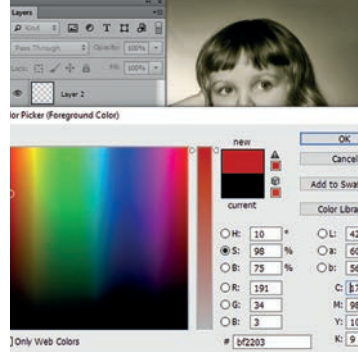 Layers
Kind
Pass Through Opacity: 100%
Lock: Fill: 100%
Layer 2
or Picker (Foreground Color)
new
current
OK
Cancel
Add to Swa
Color Libra
H: 10 °
S: 98 %
B: 75 %
R: 191
G: 34
B: 3
L: 42
a: 60
b: 56
C: 17
M: 98
Y: 10
K: 9
Only Web Colors
# bf2203